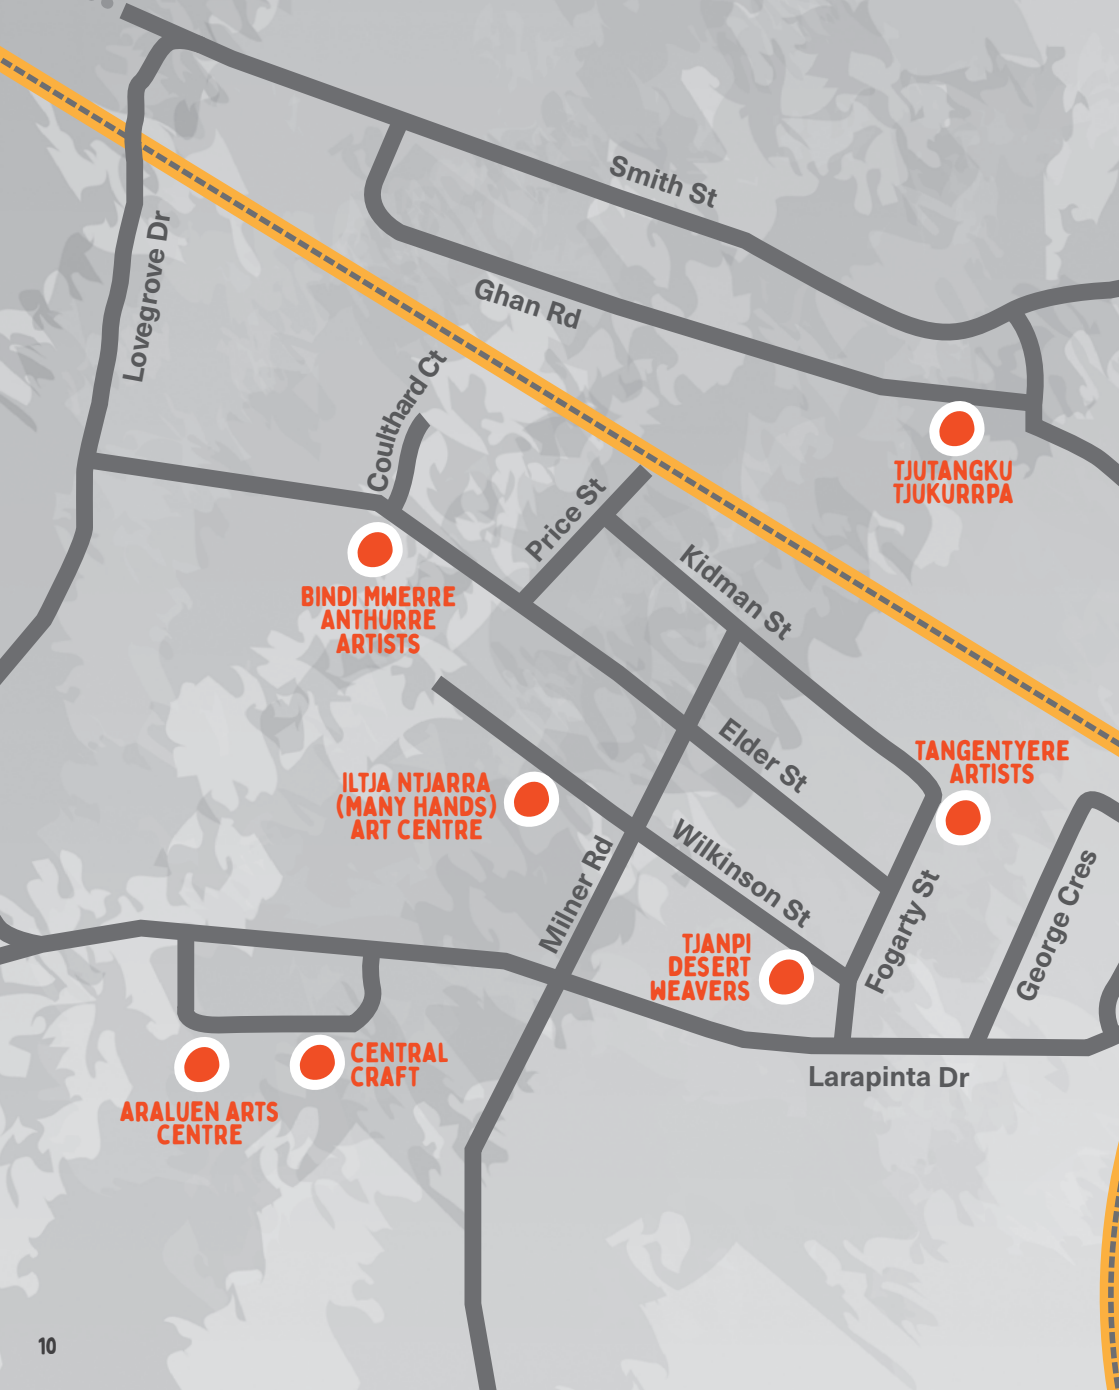 Smith St
Lovegrove Dr
Ghan Rd
Coulthard Ct
TJUTANGKU
TJUKURRPA
Price St
BINDI MWERRE
ANTHURRE
ARTISTS
Kidman St
Elder St
TANGENTYERE
ARTISTS
ILTJA NTJARRA
(MANY HANDS)
ART CENTRE
Wilkinson St
Milner Rd
Fogarty St
George Cres
TJANPI
DESERT
WEAVERS
CENTRAL
CRAFT
Larapinta Dr
ARALUEN ARTS
CENTRE
10